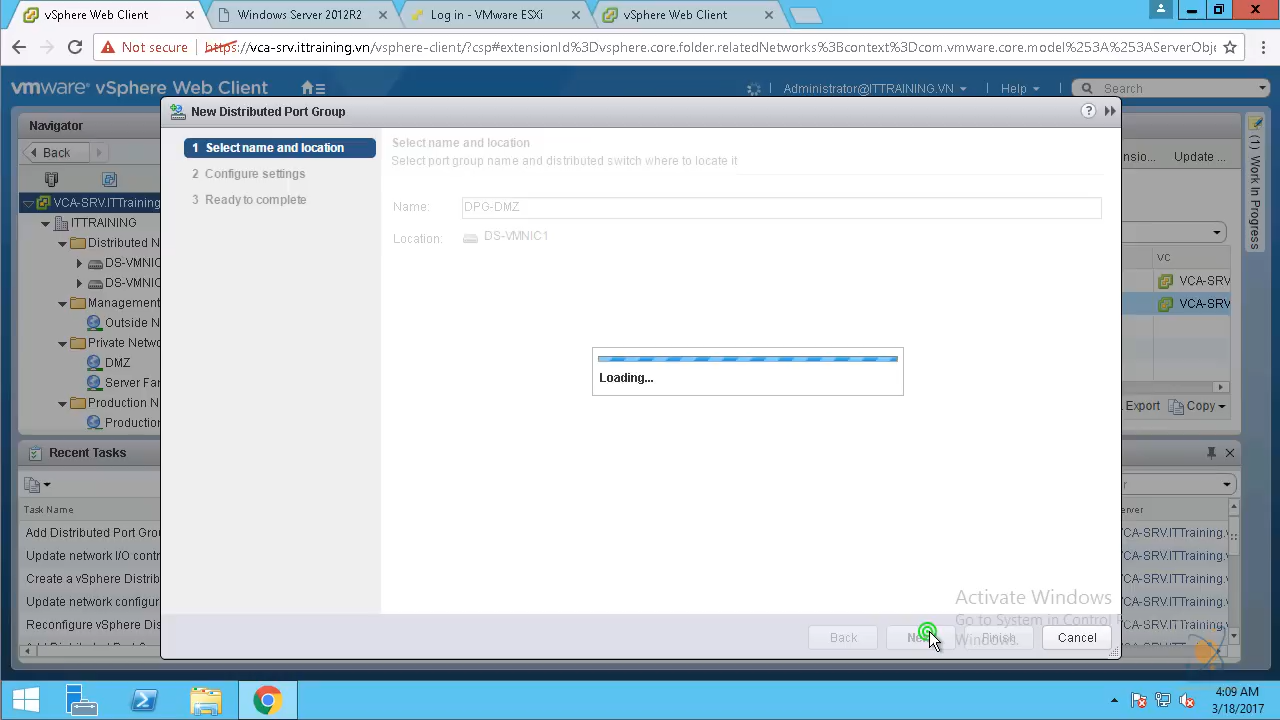 vSphere Web Client
Windows Server 2012R2
Log in - VMware ESXi
vSphere Web Client
Not secure
https://vca-srv.ittraining.vn/vsphere-client/?csp#extensionId%3Dvsphere.core.folder.relatedNetworks%3Bcontext%3Dcom.vmware.core.model%253A%253AServerObje
vmware® vSphere Web Client
Administrator@ITTRAINING.VN
Help
Search
Navigator
New Distributed Port Group
Back
1 Select name and location
2 Configure settings
3 Ready to complete
Select name and location
Select port group name and distributed switch where to locate it
Name:
DPG-DMZ
Location:
DS-VMNIC1
Loading...
VCA-SRV.ITTraining
ITTRAINING
Distributed N
DS-VMNIC
DS-VMNIC
Management
Outside N
Private Netwo
DMZ
Server Far
Production N
Production
Update ...
(1) Work In Progress
VC
VCA-SRV
VCA-SRV
Export
Copy
Recent Tasks
Task Name
Add Distributed Port Grou
Update network I/O contr
Create a vSphere Distrib
Update network configur
Reconfigure vSphere Dis
VCA-SRV.ITTraining.v
VCA-SRV.ITTraining.v
VCA-SRV.ITTraining.v
VCA-SRV.ITTraining.v
VCA-SRV.ITTraining.v
Activate Windows
Go to System in Control P
Windows.
Back
Finish
Cancel
4:09 AM
3/18/2017